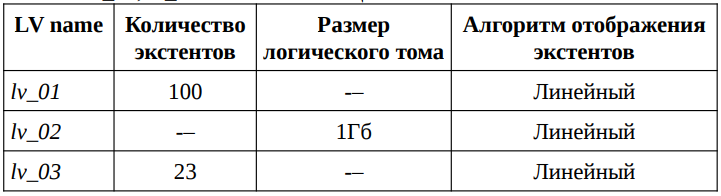 LV name Количество экстентов Размер логического тома Алгоритм отображения экстентов
lv_01 100 -– Линейный
lv_02 -– 1Гб Линейный
lv_03 23 -– Линейный